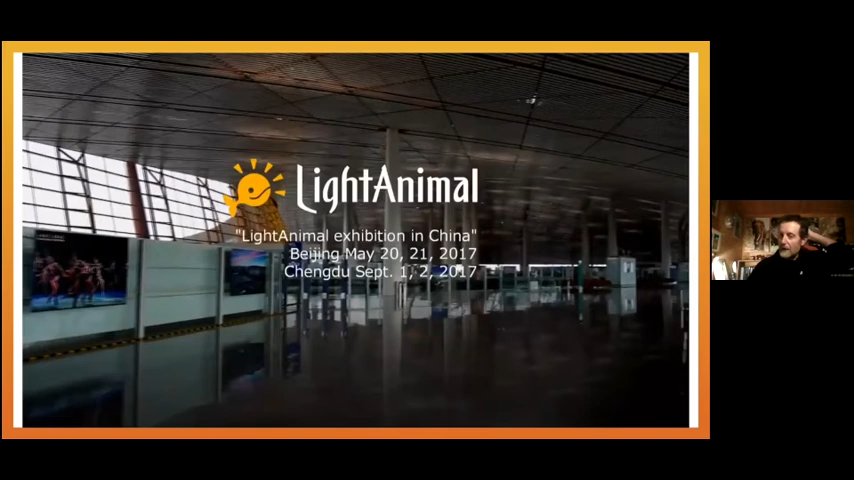 LightAnimal
"LightAnimal exhibition in China"
Beijing May 20, 21, 2017
Chengdu Sept. 1, 2, 2017